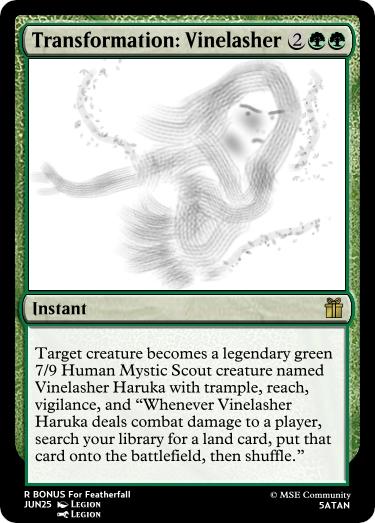 Transformation: Vinelasher 2
Instant
Target creature becomes a legendary green
7/9 Human Mystic Scout creature named
Vinelasher Haruka with trample, reach,
vigilance, and “Whenever Vinelasher
Haruka deals combat damage to a player,
search your library for a land card, put that
card onto the battlefield, then shuffle.”
R BONUS For Featherfall
JUN25 Legion
Legion
© MSE Community
5ATAN